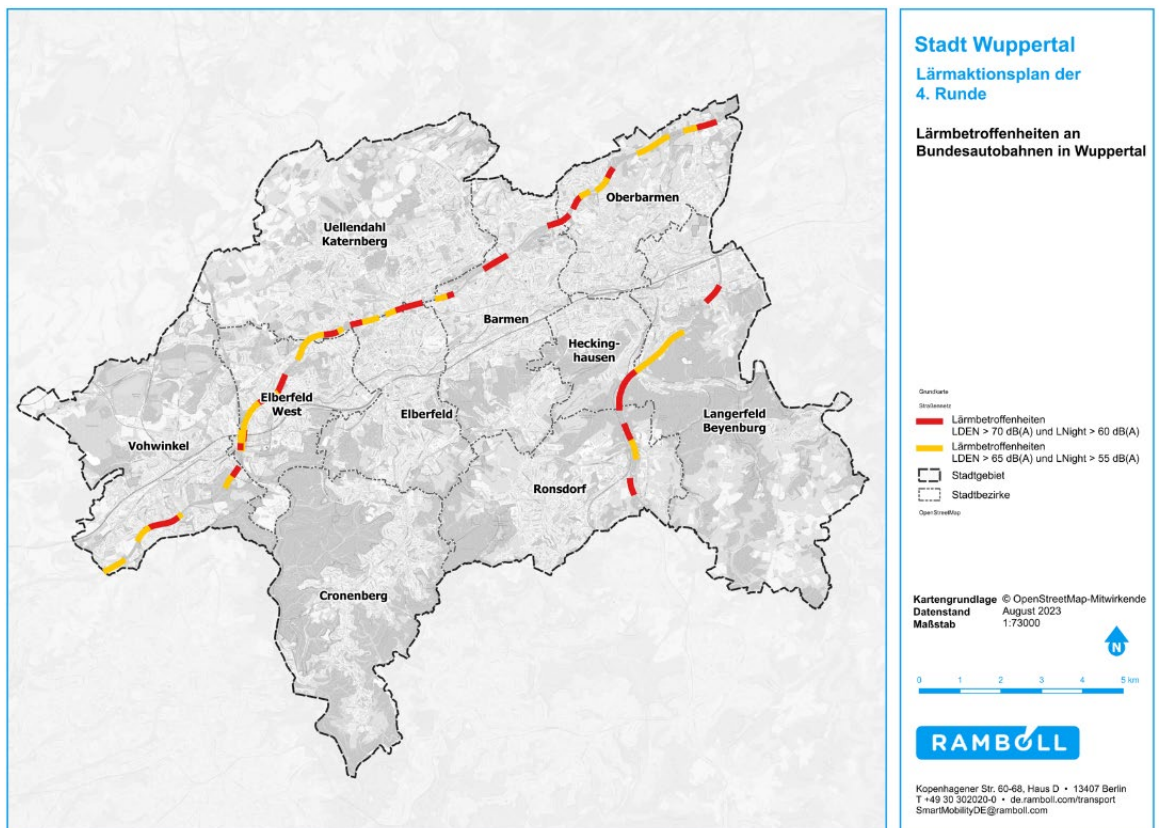 Uellendahl
Katernberg
Oberbarmen
Barmen
Hecking-
hausen
Elberfeld
West
Elberfeld
Langerfeld
Beyenburg
Vohwinkel
Ronsdorf
Cronenberg
Stadt Wuppertal
Lärmaktionsplan der
4. Runde
Lärmbetroffenheiten an
Bundesautobahnen in Wuppertal
Grundkarte
Straßennetz
Lärmbetroffenheiten
LDEN > 70 dB(A) und LNight > 60 dB(A)
Lärmbetroffenheiten
LDEN > 65 dB(A) und LNight > 55 dB(A)
Stadtgebiet
Stadtbezirke
OpenStreetMap
Kartengrundlage © OpenStreetMap-Mitwirkende
Datenstand August 2023
Maßstab 1:73000
N
0 1 2 3 4 5 km
RAMBOLL
Kopenhagener Str. 60-68, Haus D • 13407 Berlin
T +49 30 302020-0 • de.ramboll.com/transport
SmartMobilityDE@ramboll.com